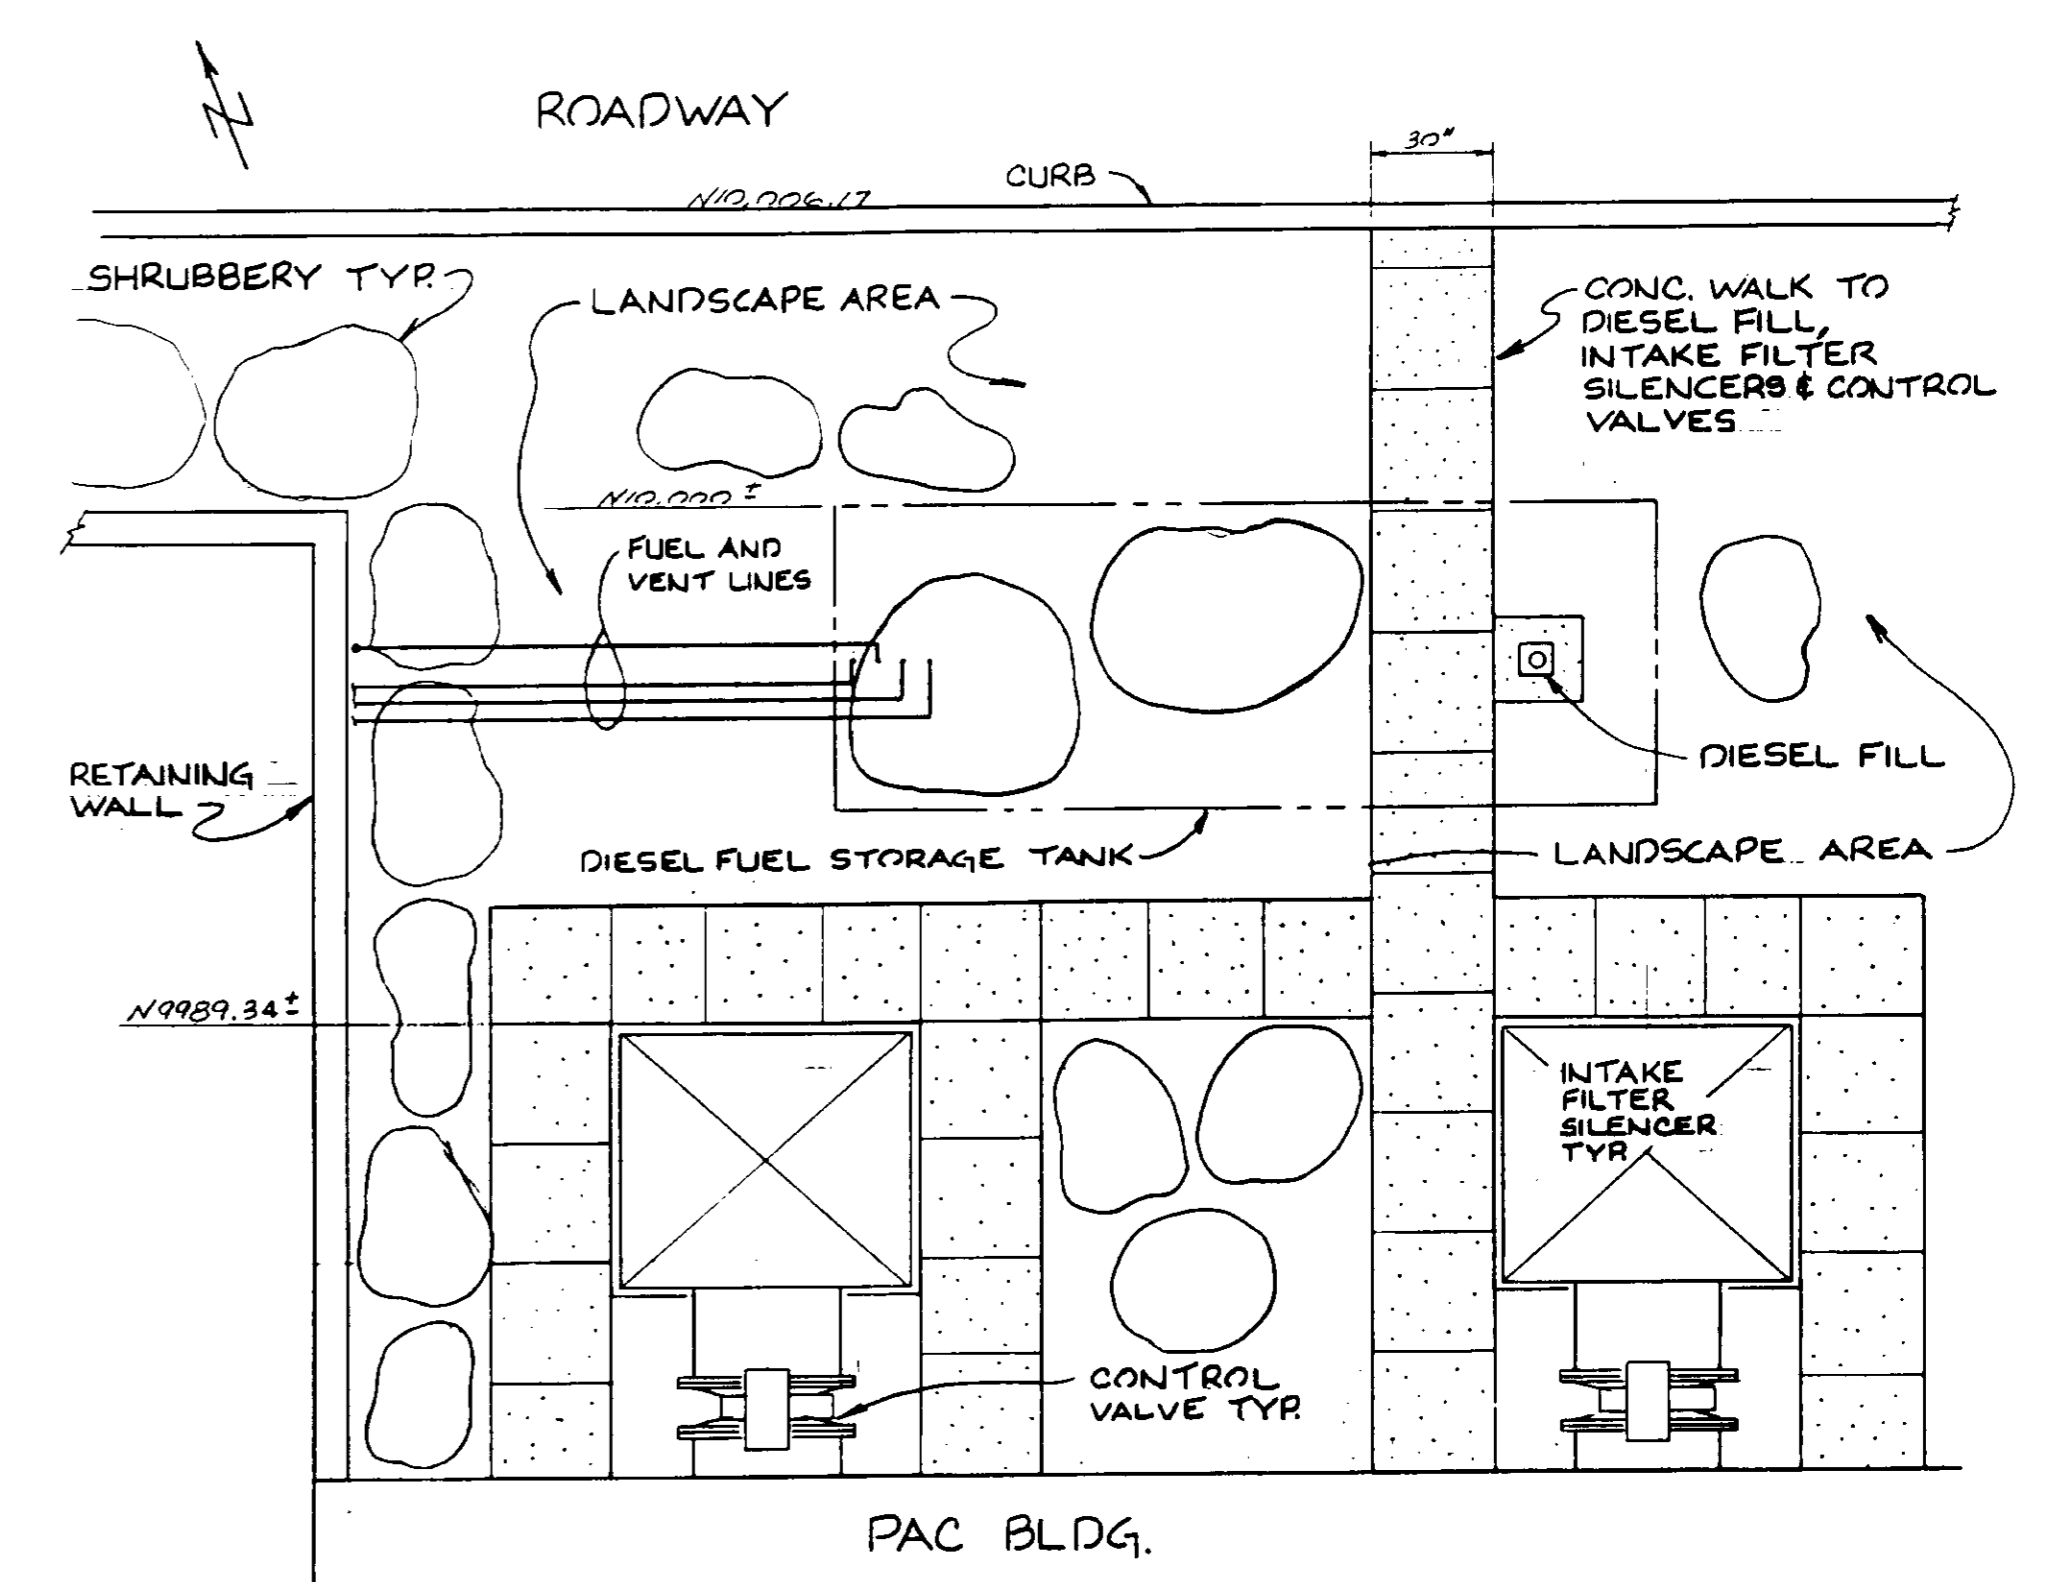 ROADWAY
30"
CURB
N10,006.17
SHRUBBERY TYP.
LANDSCAPE AREA
CONC. WALK TO
DIESEL FILL,
INTAKE FILTER
SILENCERS & CONTROL
VALVES
N10,000 ±
FUEL AND
VENT LINES
RETAINING
WALL
DIESEL FILL
DIESEL FUEL STORAGE TANK
LANDSCAPE AREA
N9989.34 ±
INTAKE
FILTER
SILENCER
TYP.
CONTROL
VALVE TYP.
PAC BLDG.
N